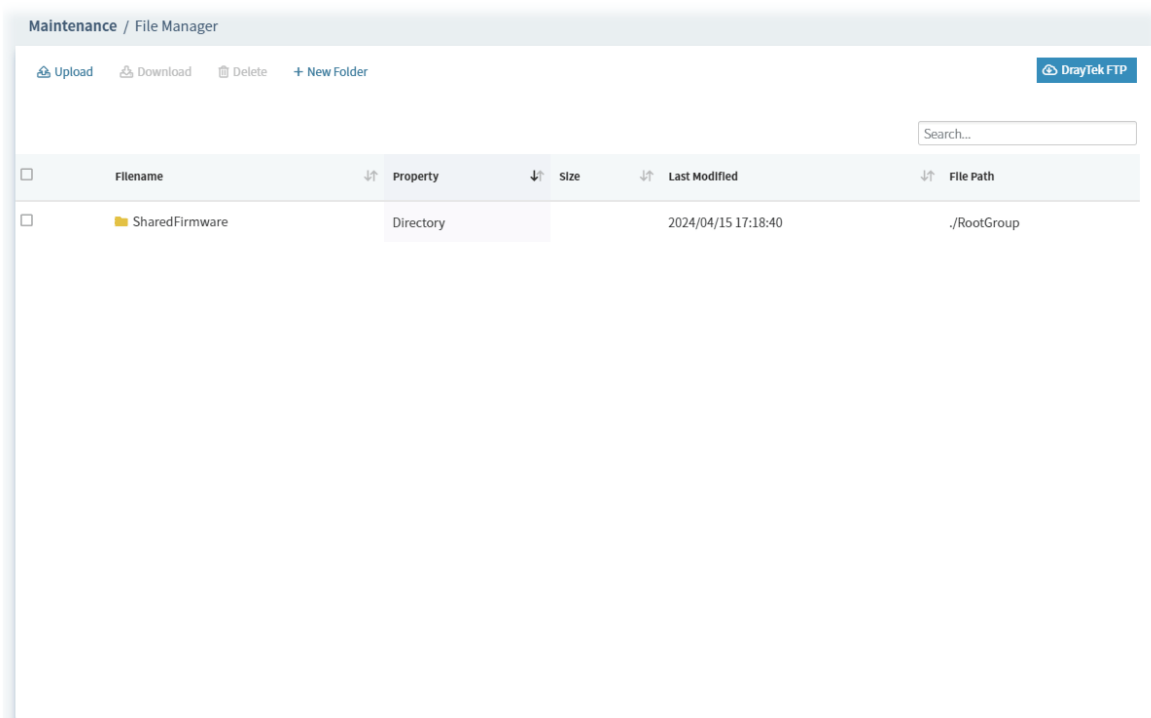 Maintenance / File Manager
Upload Download Delete + New Folder DrayTek FTP
Search...
Filename Property Size Last Modified File Path
SharedFirmware Directory 2024/04/15 17:18:40 ./RootGroup